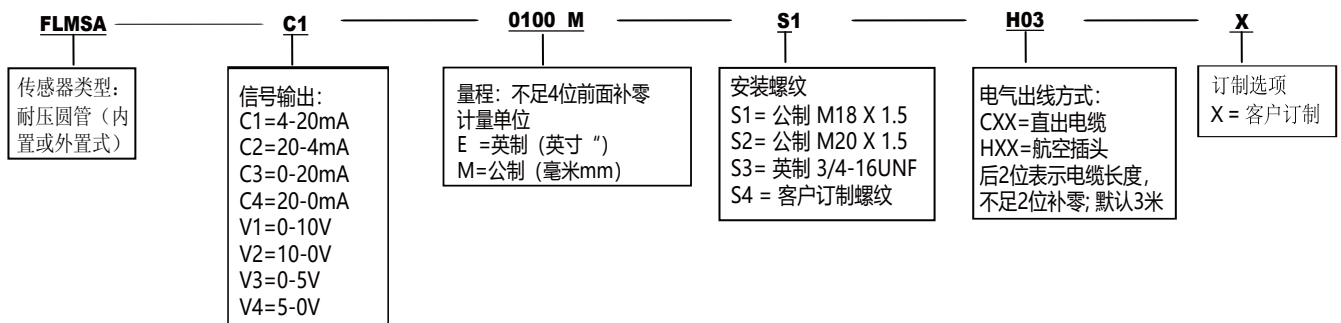 FLMSA C1 0100 M S1 H03 X
传感器类型：
耐压圆管（内
置或外置式）
信号输出：
C1=4-20mA
C2=20-4mA
C3=0-20mA
C4=20-0mA
V1=0-10V
V2=10-0V
V3=0-5V
V4=5-0V
量程：不足4位前面补零
计量单位
E =英制 (英寸 “)
M=公制 (毫米mm)
安装螺纹
S1= 公制 M18 X 1.5
S2= 公制 M20 X 1.5
S3= 英制 3/4-16UNF
S4 = 客户订制螺纹
电气出线方式：
CXX=直出电缆
HXX=航空插头
后2位表示电缆长度，
不足2位补零; 默认3米
订制选项
X = 客户订制